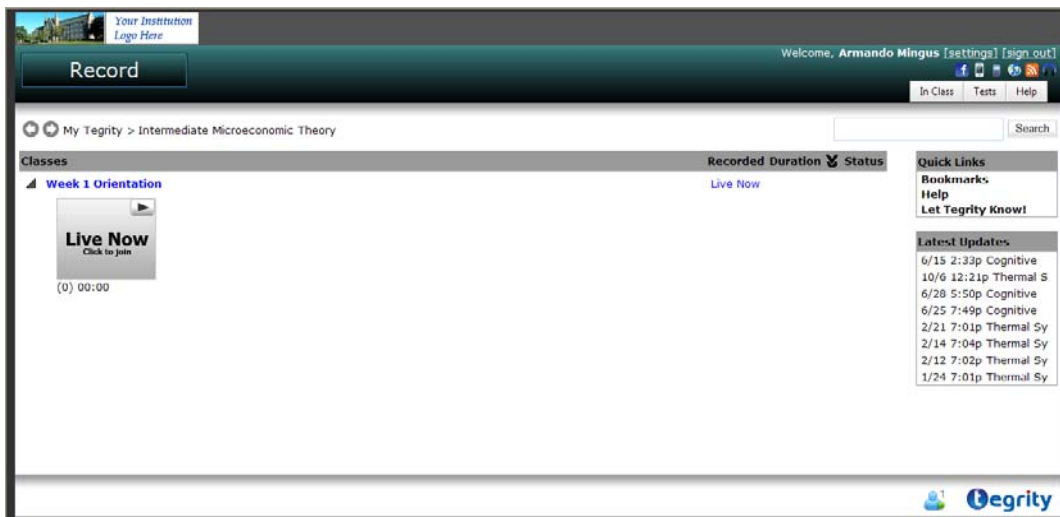 Your Institution
Logo Here
Welcome, Armando Mingus [settings] [sign out]
Record
In Class Tests Help
My Tegrity > Intermediate Microeconomic Theory
Search
Classes Recorded Duration Status
Quick Links
Week 1 Orientation
Live Now
Bookmarks
Help
Let Tegrity Know!
Live Now
Click to join
(0) 00:00
Latest Updates
6/15 2:33p Cognitive
10/6 12:21p Thermal S
6/28 5:50p Cognitive
6/25 7:49p Cognitive
2/21 7:01p Thermal Sy
2/14 7:04p Thermal Sy
2/12 7:02p Thermal Sy
1/24 7:01p Thermal Sy
1
tegrity